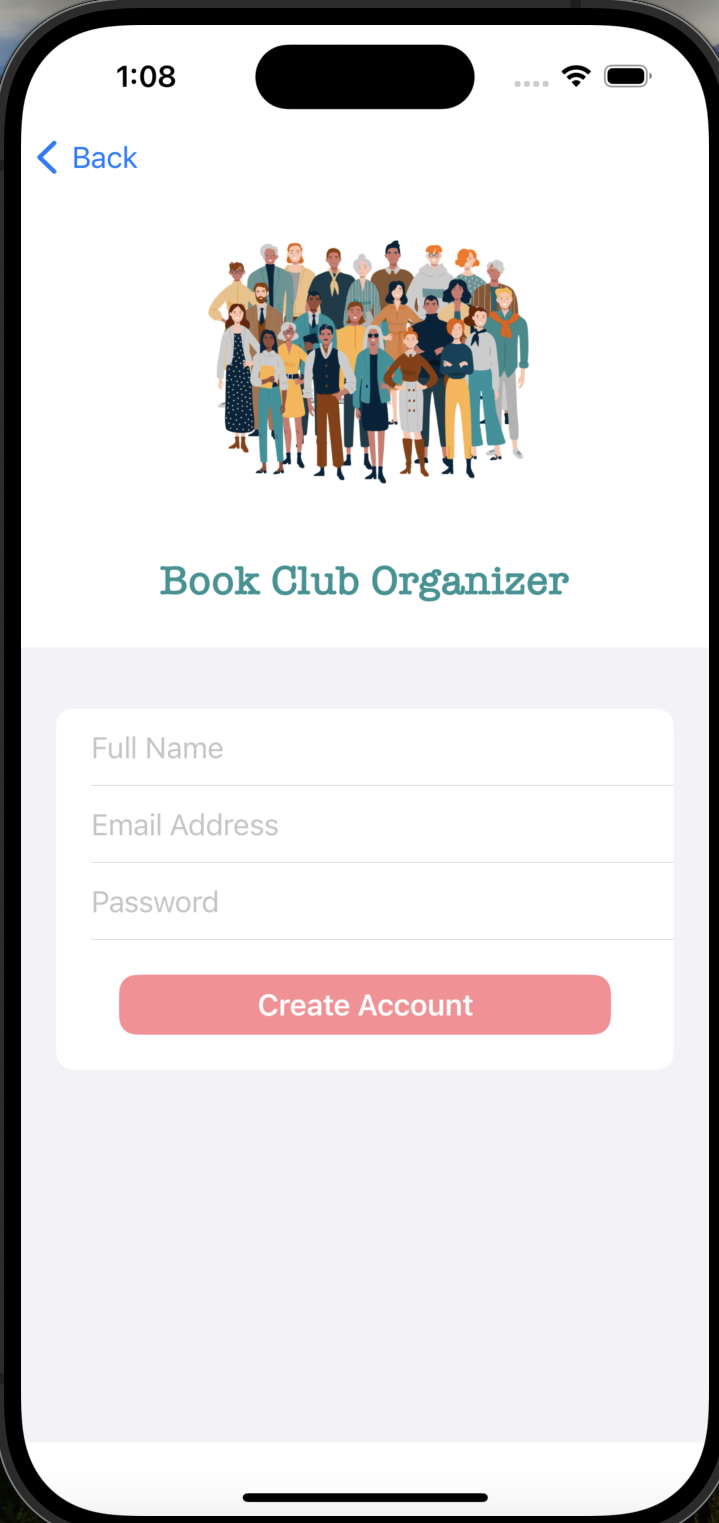 1:08
Back
Book Club Organizer
Full Name
Email Address
Password
Create Account